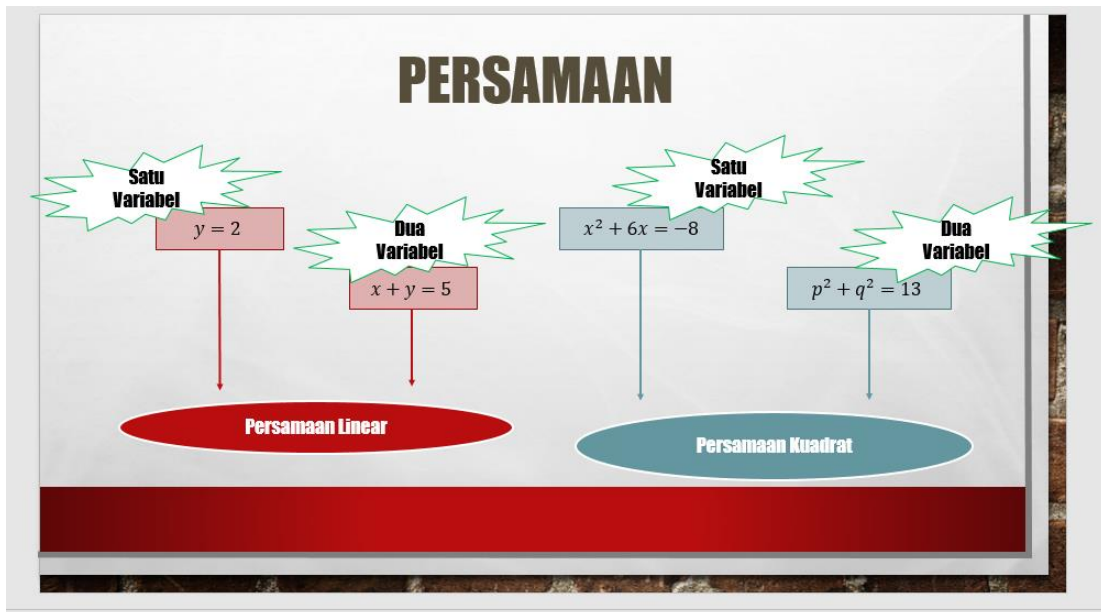 PERSAMAAN
Satu
Variabel
y = 2
Dua
Variabel
x + y = 5
Satu
Variabel
x² + 6x = −8
Dua
Variabel
p² + q² = 13
Persamaan Linear
Persamaan Kuadrat